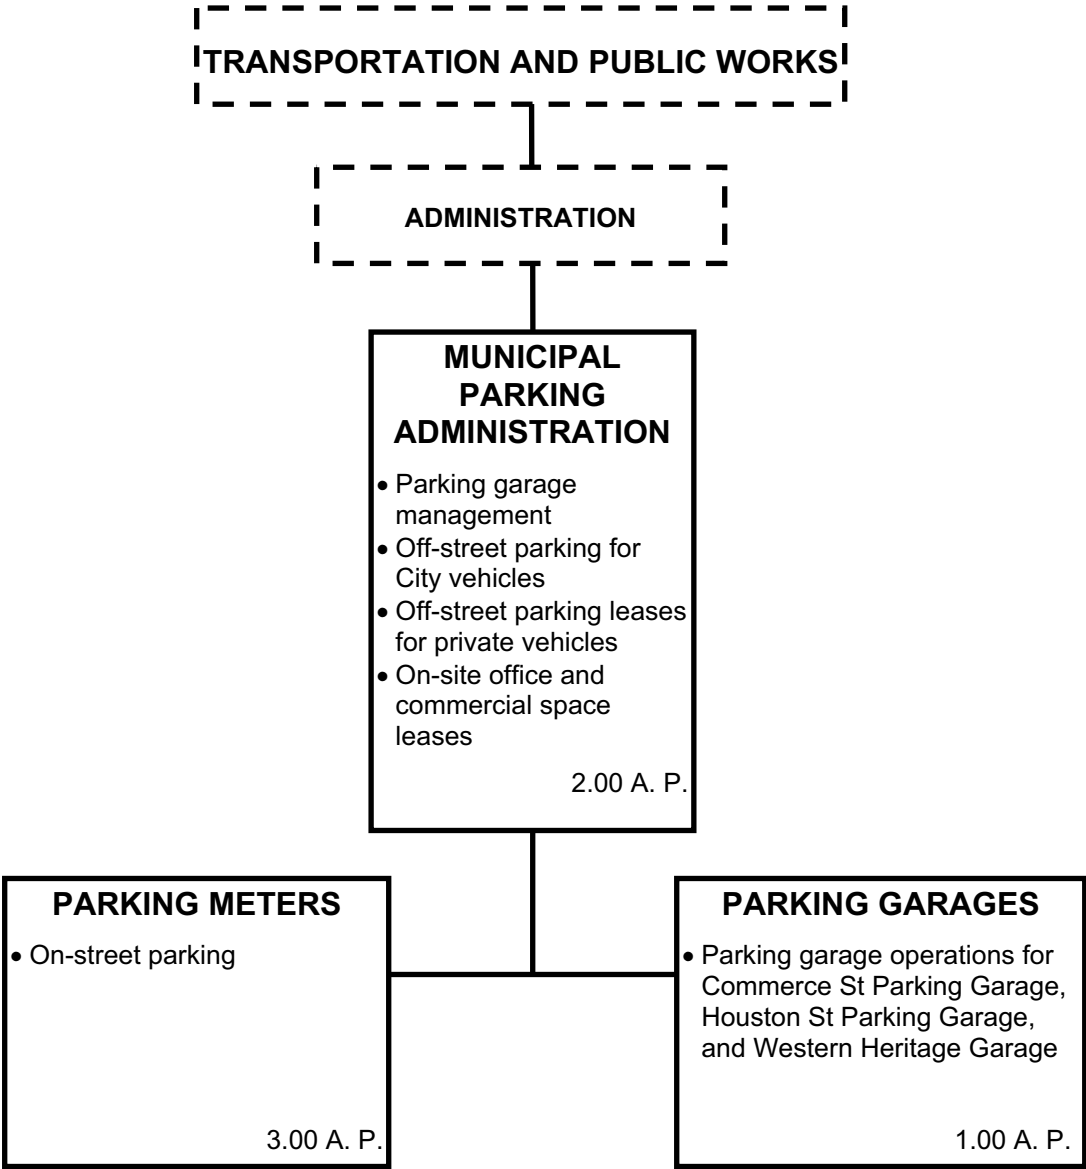 TRANSPORTATION AND PUBLIC WORKS
ADMINISTRATION
MUNICIPAL
PARKING
ADMINISTRATION
• Parking garage
management
• Off-street parking for
City vehicles
• Off-street parking leases
for private vehicles
• On-site office and
commercial space
leases
2.00 A. P.
PARKING METERS
• On-street parking
3.00 A. P.
PARKING GARAGES
• Parking garage operations for
Commerce St Parking Garage,
Houston St Parking Garage,
and Western Heritage Garage
1.00 A. P.